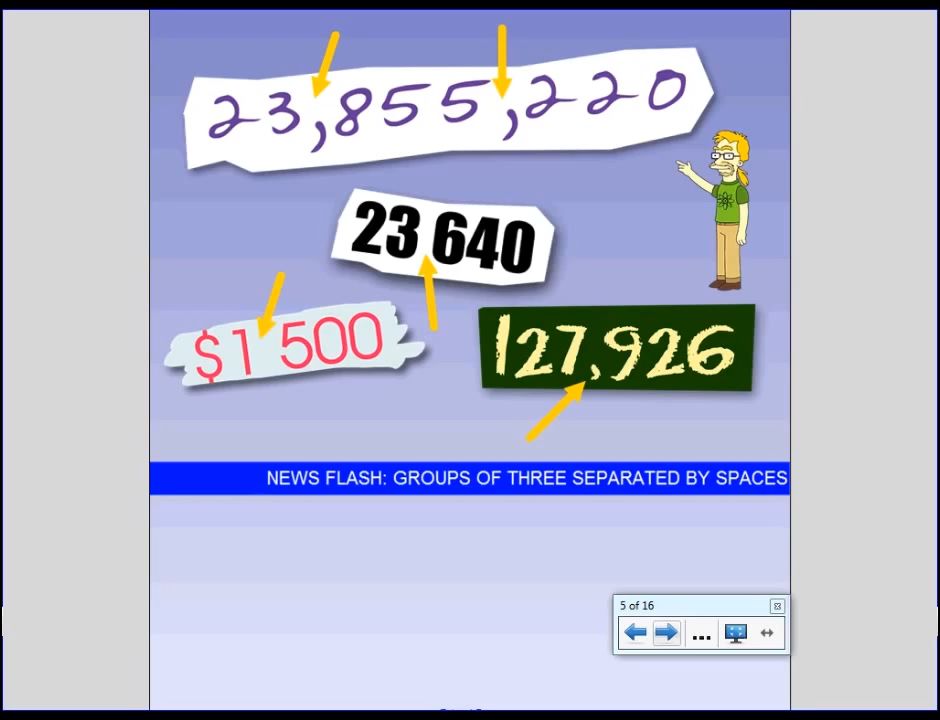 23,855,220
23 640
$1 500
127,926
NEWS FLASH: GROUPS OF THREE SEPARATED BY SPACES
5 of 16
...